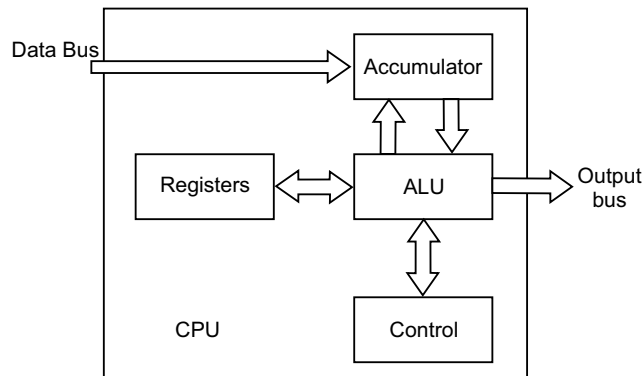 Data Bus
Accumulator
Registers
ALU
Output
bus
CPU
Control